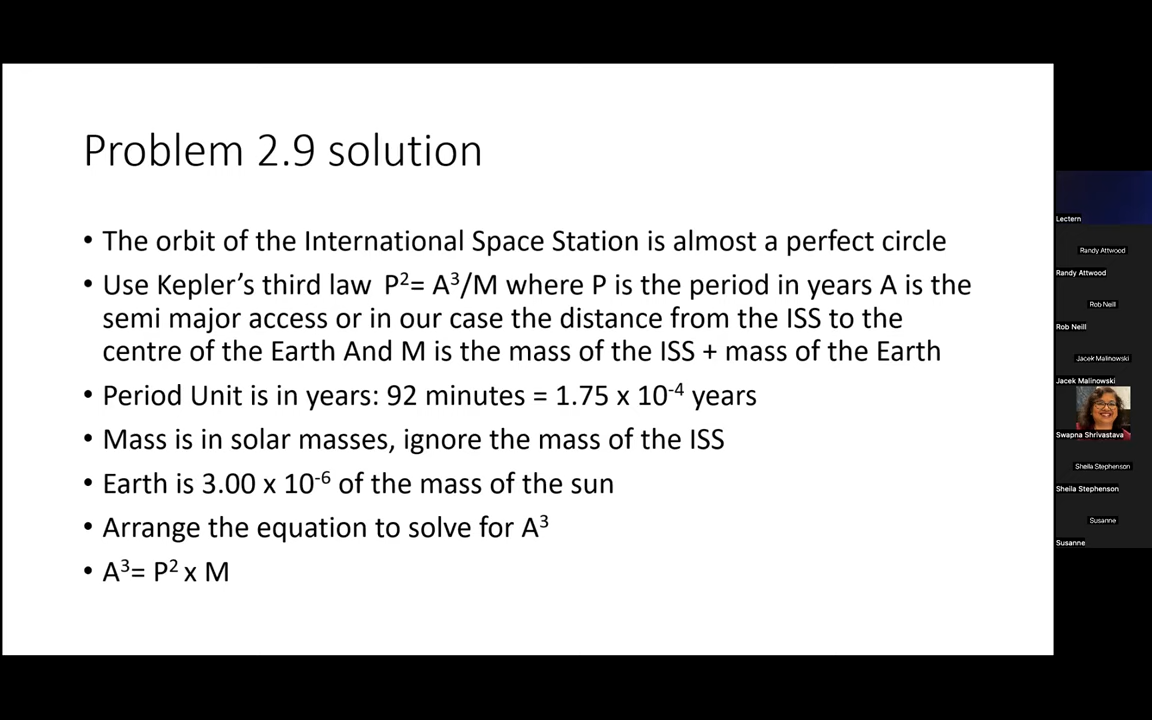 Problem 2.9 solution
• The orbit of the International Space Station is almost a perfect circle
• Use Kepler's third law P²= A³/M where P is the period in years A is the
semi major access or in our case the distance from the ISS to the
centre of the Earth And M is the mass of the ISS + mass of the Earth
• Period Unit is in years: 92 minutes = 1.75 x 10⁻⁴ years
• Mass is in solar masses, ignore the mass of the ISS
• Earth is 3.00 x 10⁻⁶ of the mass of the sun
• Arrange the equation to solve for A³
• A³= P² x M
Lectern
Randy Attwood
Randy Attwood
Rob Neill
Rob Neill
Jacek Malinowski
Jacek Malinowski
Swapna Shrivastava
Sheila Stephenson
Sheila Stephenson
Susanne
Susanne